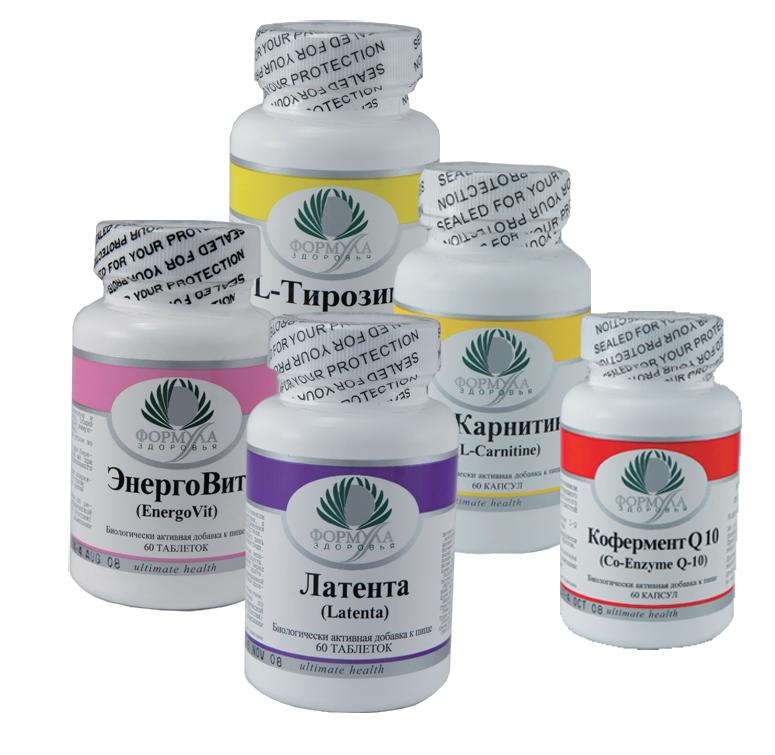 SEALED FOR YOUR PROTECTION
ФОРМУЛА
ЗДОРОВЬЯ
L-Тирозин
SEALED FOR YOUR PROTECTION
ФОРМУЛА
ЗДОРОВЬЯ
Карнитин
L-Carnitine)
чески активная добавка к пище
60 КАПСУЛ
ultimate health
SEALED FOR YOUR PROTECTION
ФОРМУЛА
ЗДОРОВЬЯ
ЭнергоВит
(EnergoVit)
Биологически активная добавка к пище
60 ТАБЛЕТОК
AUG 08
ultimate health
SEALED FOR YOUR PROTECTION
ФОРМУЛА
ЗДОРОВЬЯ
Латента
(Latenta)
Биологически активная добавка к пище
60 ТАБЛЕТОК
NOV 08
ultimate health
SEALED FOR YOUR PROTECTION
ФОРМУЛА
ЗДОРОВЬЯ
Кофермент Q 10
(Co-Enzyme Q-10)
Биологически активная добавка к пище
60 КАПСУЛ
OCT 08
ultimate health